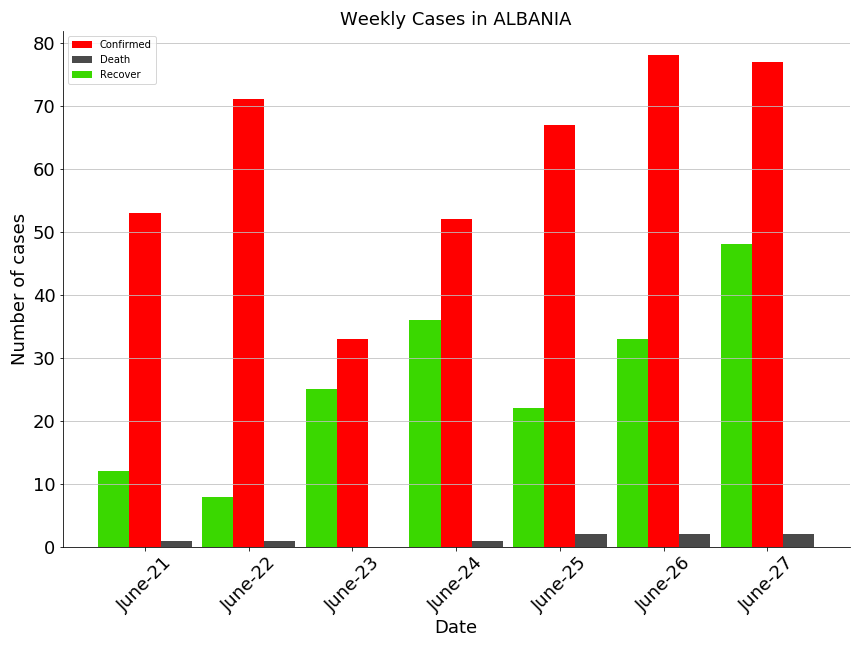 Weekly Cases in ALBANIA
Confirmed
Death
Recover
80
70
60
50
40
30
20
10
0
Number of cases
June-21
June-22
June-23
June-24
June-25
June-26
June-27
Date